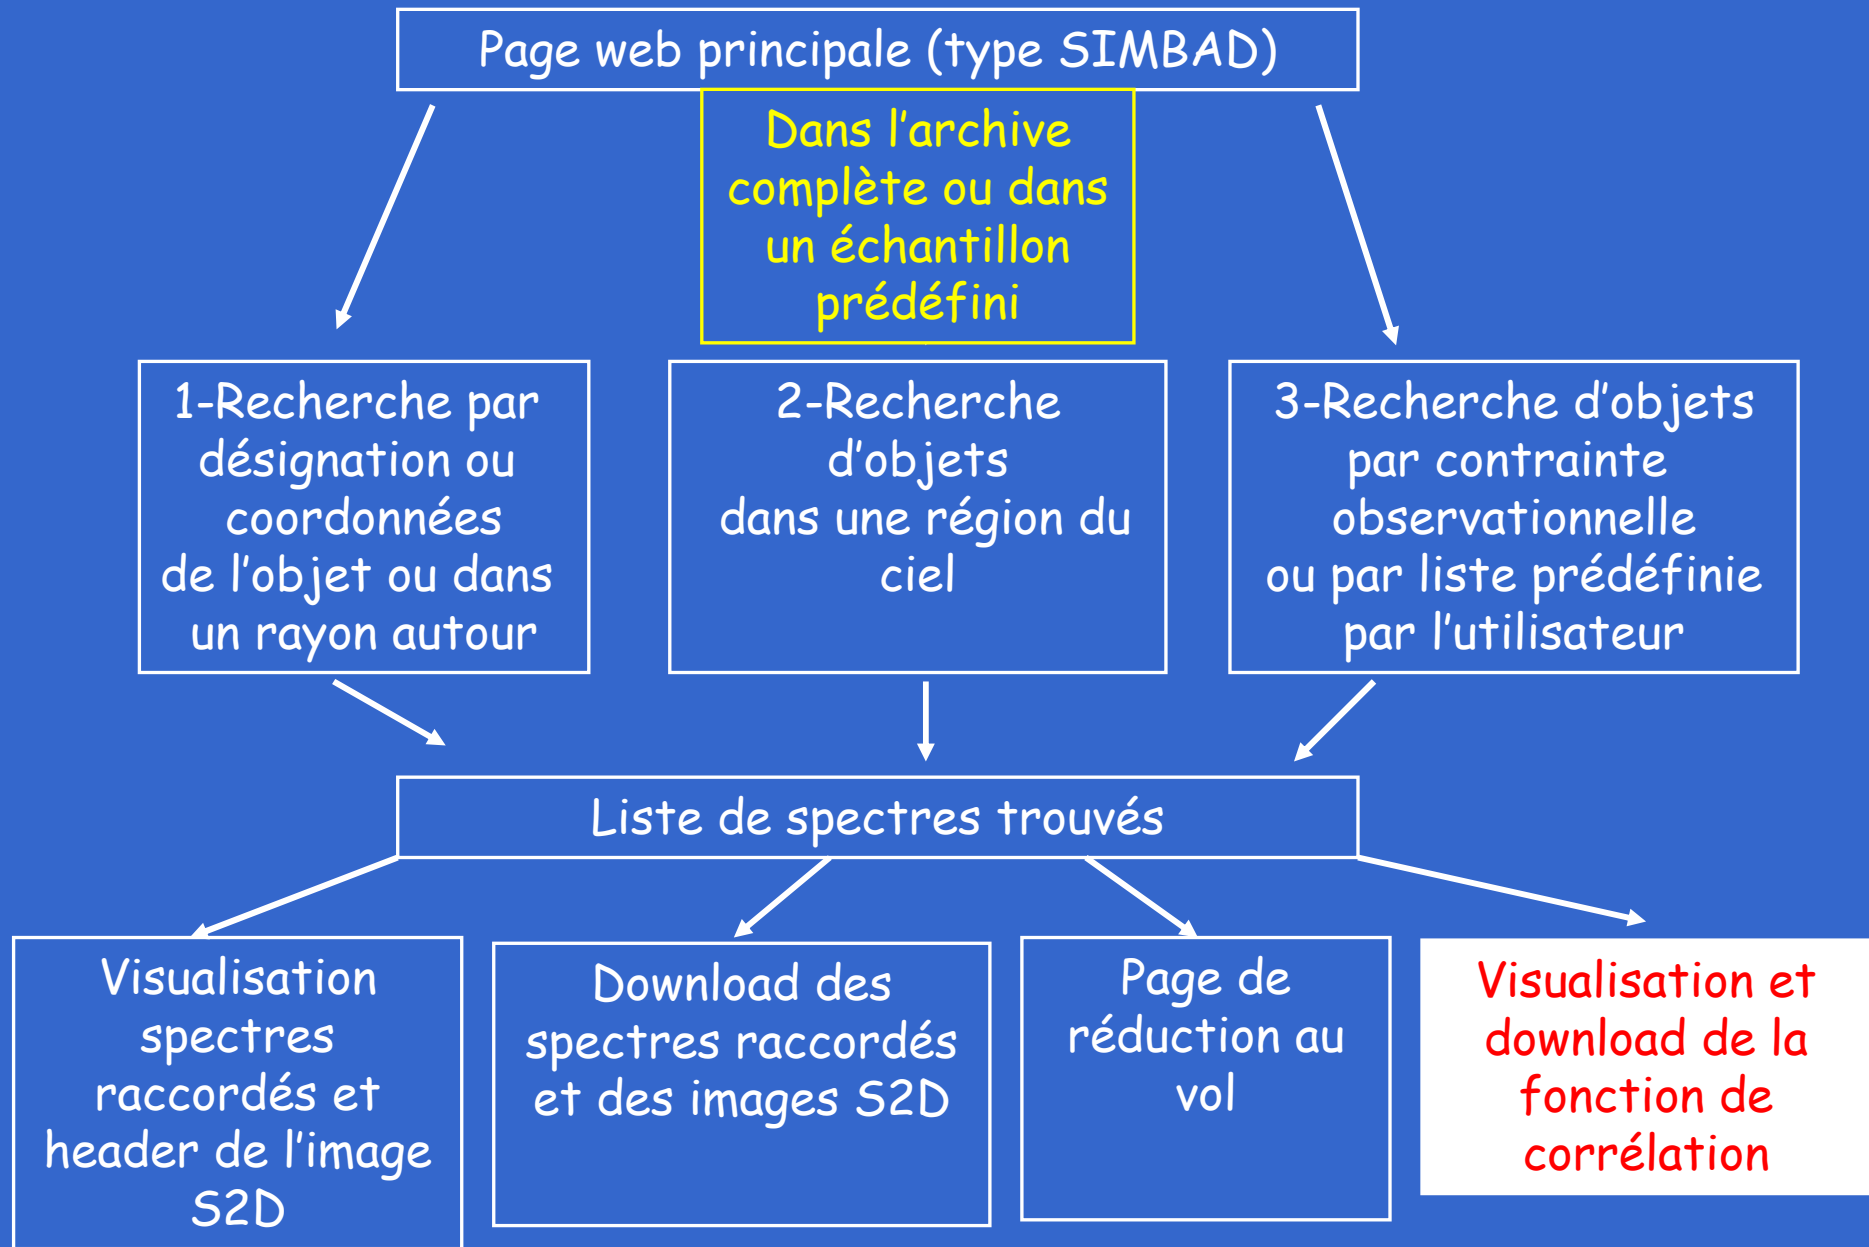 Page web principale (type SIMBAD)
Dans l'archive
complète ou dans
un échantillon
prédéfini
1-Recherche par
désignation ou
coordonnées
de l'objet ou dans
un rayon autour
2-Recherche
d'objets
dans une région du
ciel
3-Recherche d'objets
par contrainte
observationnelle
ou par liste prédéfinie
par l'utilisateur
Liste de spectres trouvés
Visualisation
spectres
raccordés et
header de l'image
S2D
Download des
spectres raccordés
et des images S2D
Page de
réduction au
vol
Visualisation et
download de la
fonction de
corrélation